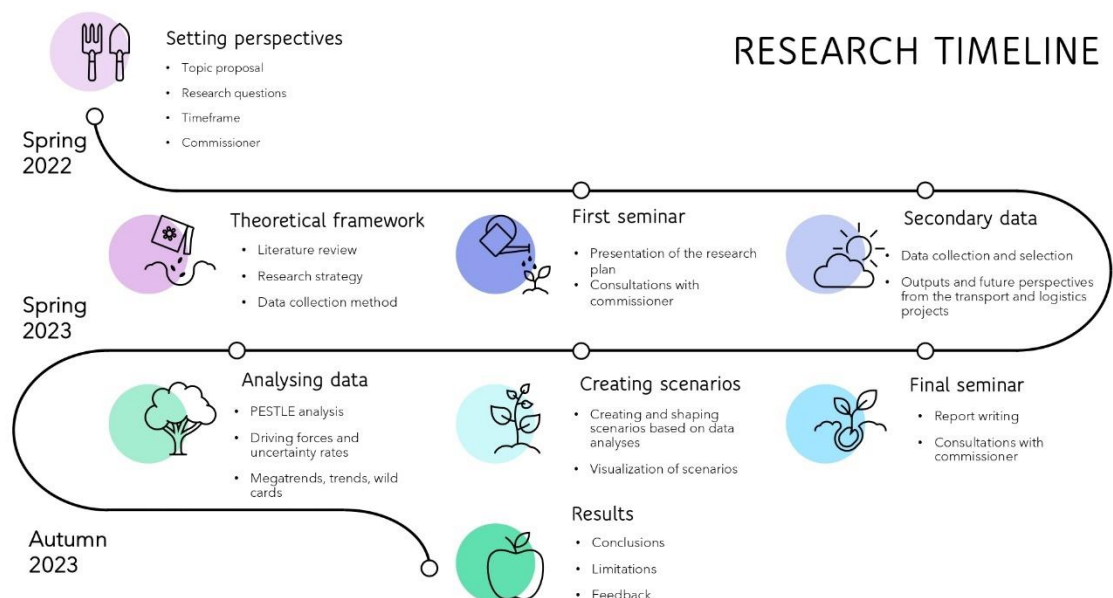 RESEARCH TIMELINE
Setting perspectives
• Topic proposal
• Research questions
• Timeframe
• Commissioner
Spring
2022
Theoretical framework
• Literature review
• Research strategy
• Data collection method
First seminar
• Presentation of the research
plan
• Consultations with
commissioner
Secondary data
• Data collection and selection
• Outputs and future perspectives
from the transport and logistics
projects
Spring
2023
Analysing data
• PESTLE analysis
• Driving forces and
uncertainty rates
• Megatrends, trends, wild
cards
Creating scenarios
• Creating and shaping
scenarios based on data
analyses
• Visualization of scenarios
Final seminar
• Report writing
• Consultations with
commissioner
Autumn
2023
Results
• Conclusions
• Limitations
• Feedback